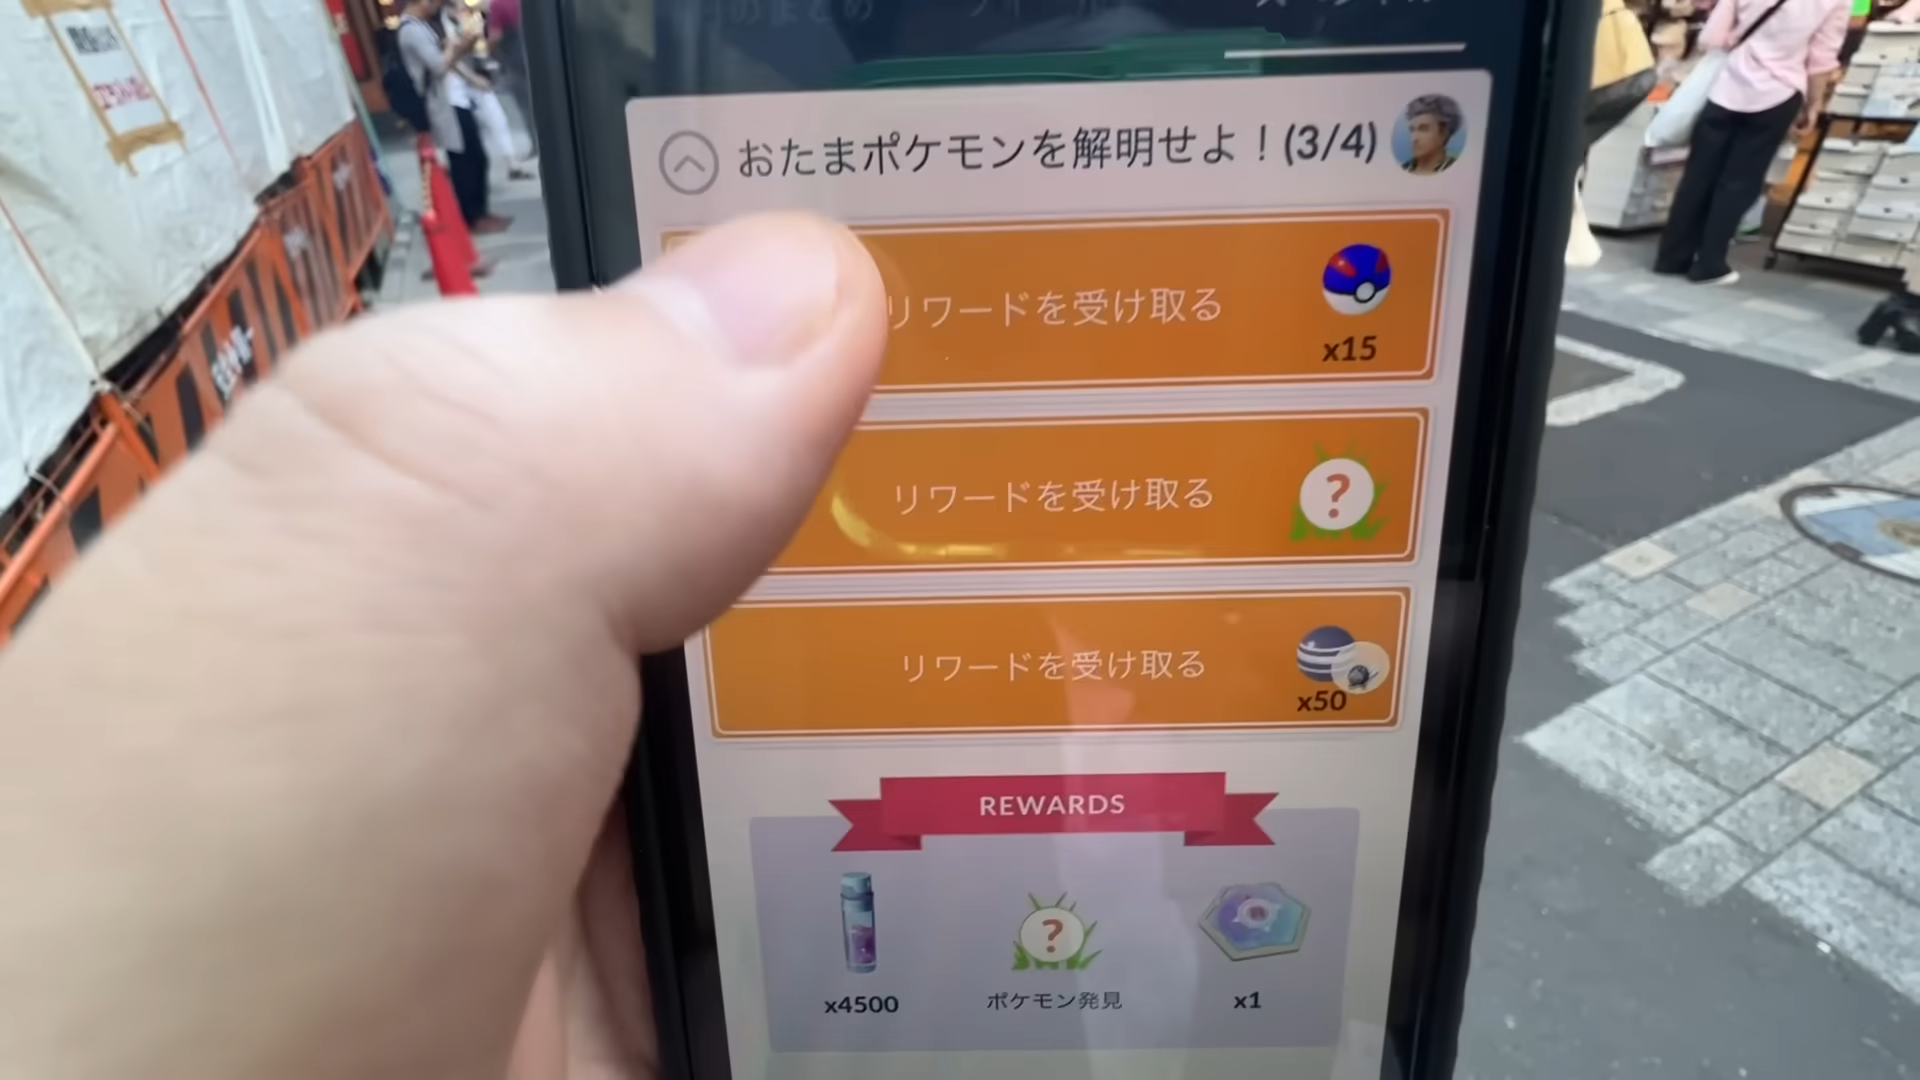 おたまポケモンを解明せよ！(3/4)
リワードを受け取る
x15
リワードを受け取る
?
リワードを受け取る
x50
REWARDS
?
x4500
ポケモン発見
x1